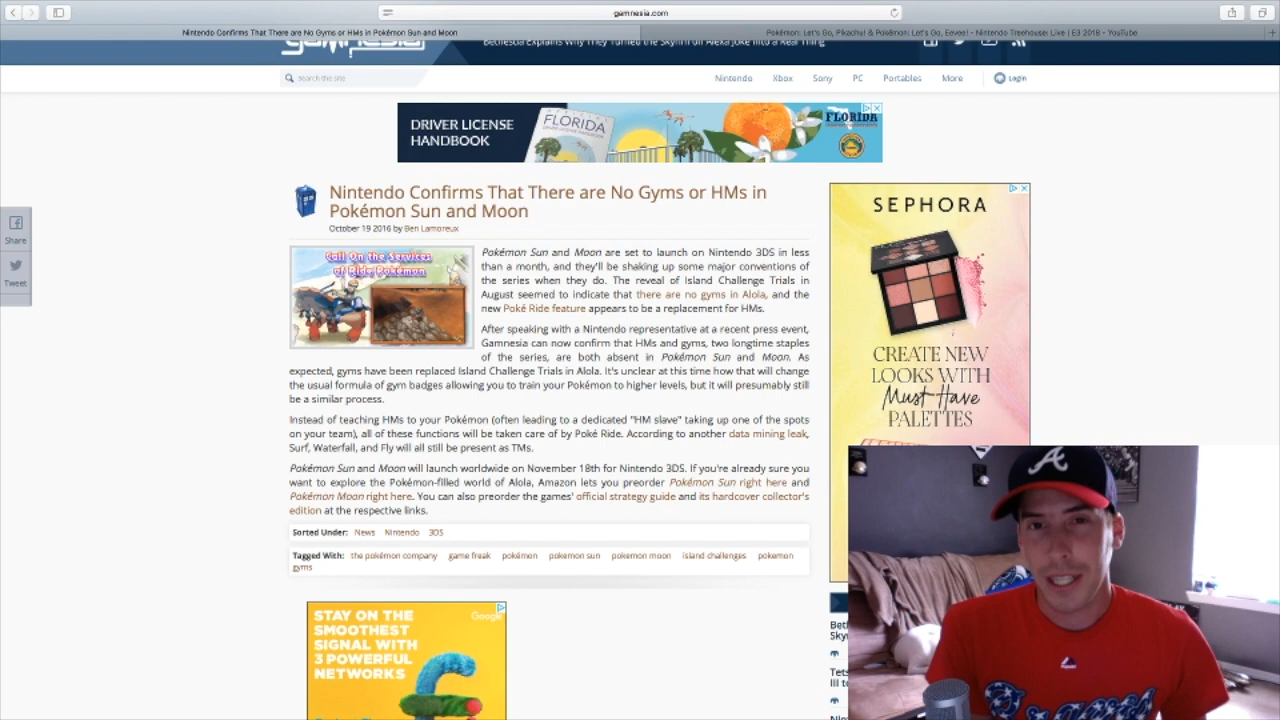 gamnesia.com
Nintendo Confirms That There are No Gyms or HMs in Pokémon Sun and Moon
Pokémon: Let's Go, Pikachu! & Pokémon: Let's Go, Eevee! - Nintendo Treehouse: Live | E3 2018 - YouTube
gamnesia
Bethesda Explains Why They Turned the Skyrim on Alexa Joke Into a Real Thing
Search the site
Nintendo Xbox Sony PC Portables More Login
DRIVER LICENSE
HANDBOOK
FLORIDA
FLORIDA
Nintendo Confirms That There are No Gyms or HMs in
Pokémon Sun and Moon
October 19 2016 by Ben Lamoreux
Share
Tweet
Call On the Services
of Ride Pokémon
Pokémon Sun and Moon are set to launch on Nintendo 3DS in less
than a month, and they'll be shaking up some major conventions of
the series when they do. The reveal of Island Challenge Trials in
August seemed to indicate that there are no gyms in Alola, and the
new Poké Ride feature appears to be a replacement for HMs.
After speaking with a Nintendo representative at a recent press event,
Gamnesia can now confirm that HMs and gyms, two longtime staples
of the series, are both absent in Pokémon Sun and Moon. As
expected, gyms have been replaced Island Challenge Trials in Alola. It's unclear at this time how that will change
the usual formula of gym badges allowing you to train your Pokémon to higher levels, but it will presumably still
be a similar process.
Instead of teaching HMs to your Pokémon (often leading to a dedicated "HM slave" taking up one of the spots
on your team), all of these functions will be taken care of by Poké Ride. According to another data mining leak,
Surf, Waterfall, and Fly will all still be present as TMs.
Pokémon Sun and Moon will launch worldwide on November 18th for Nintendo 3DS. If you're already sure you
want to explore the Pokémon-filled world of Alola, Amazon lets you preorder Pokémon Sun right here and
Pokémon Moon right here. You can also preorder the games' official strategy guide and its hardcover collector's
edition at the respective links.
Sorted Under: News Nintendo 3DS
Tagged With: the pokémon company game freak pokémon pokemon sun pokemon moon island challenges pokemon
gyms
SEPHORA
CREATE NEW
LOOKS WITH
Must-Have
PALETTES
STAY ON THE
SMOOTHEST
SIGNAL WITH
3 POWERFUL
NETWORKS
Google
Beth
Skyr
Tets
III to
A
Braves